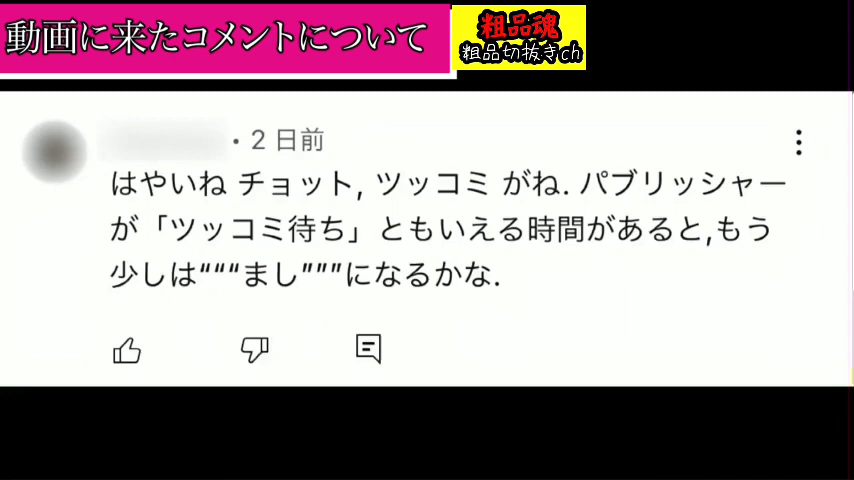 動画に来たコメントについて
粗品魂
粗品切抜きch
・2 日前
はやいね チョット, ツッコミ がね. パブリッシャー
が「ツッコミ待ち」ともいえる時間があると,もう
少しは“““まし”””になるかな.